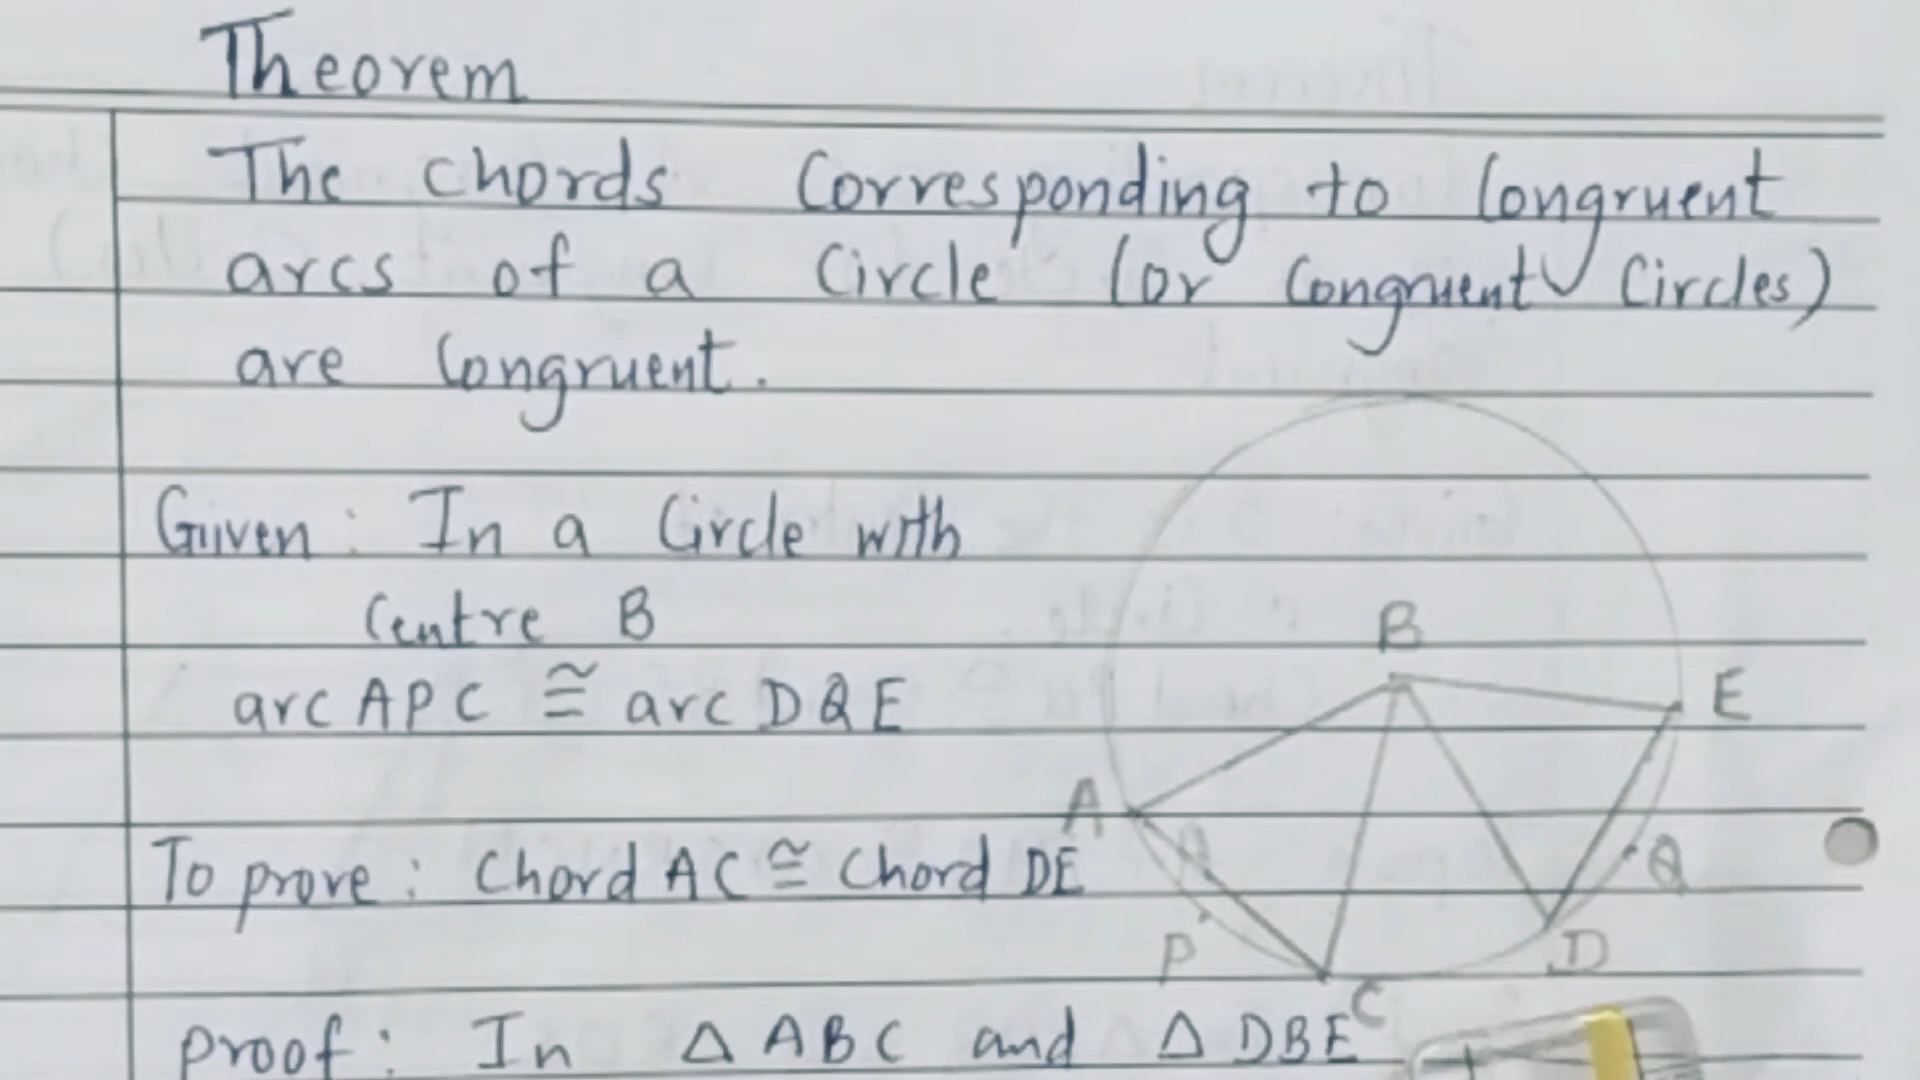 Theorem
The chords corresponding to congruent
arcs of a circle (or congruent circles)
are congruent.
Given: In a circle with
centre B
arc APC ≅ arc DQE
To prove: Chord AC ≅ Chord DE
proof: In △ ABC and △ DBE
B
E
A
Q
P
D
C